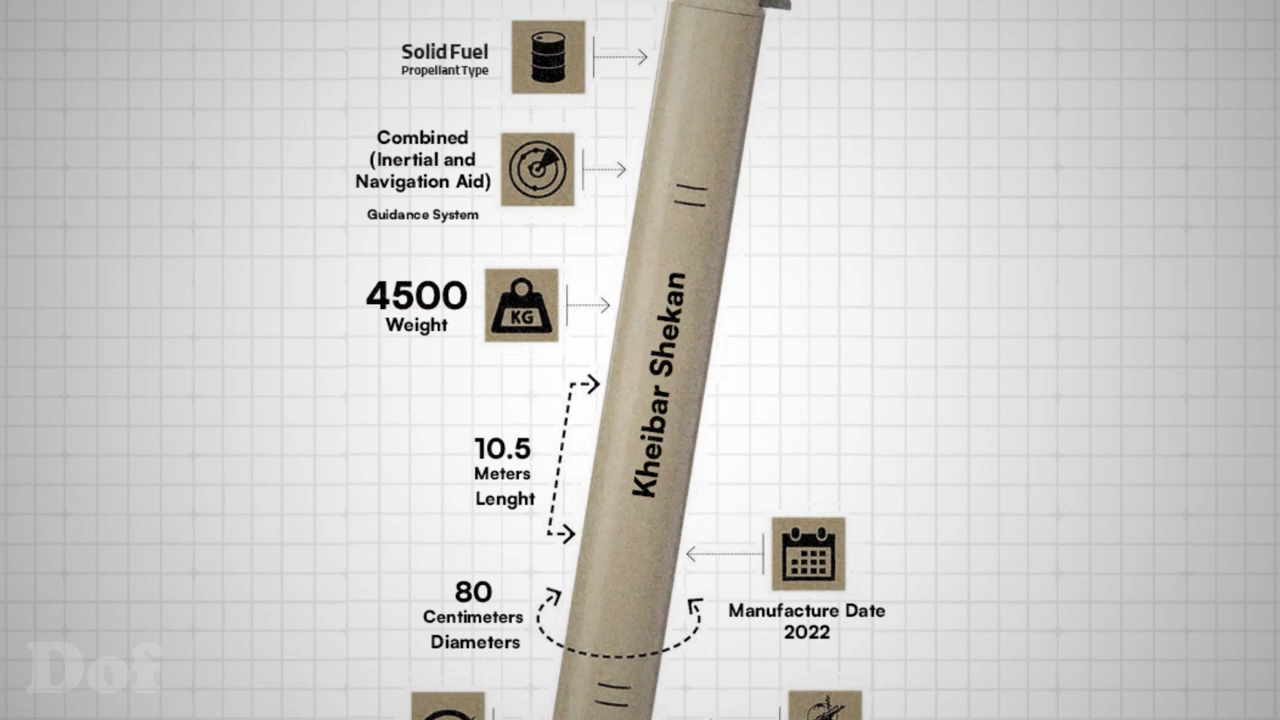 Solid Fuel
Propellant Type
Combined
(Inertial and
Navigation Aid)
Guidance System
4500
Weight
KG
Kheibar Shekan
10.5
Meters
Lenght
80
Centimeters
Diameters
Manufacture Date
2022
Dof